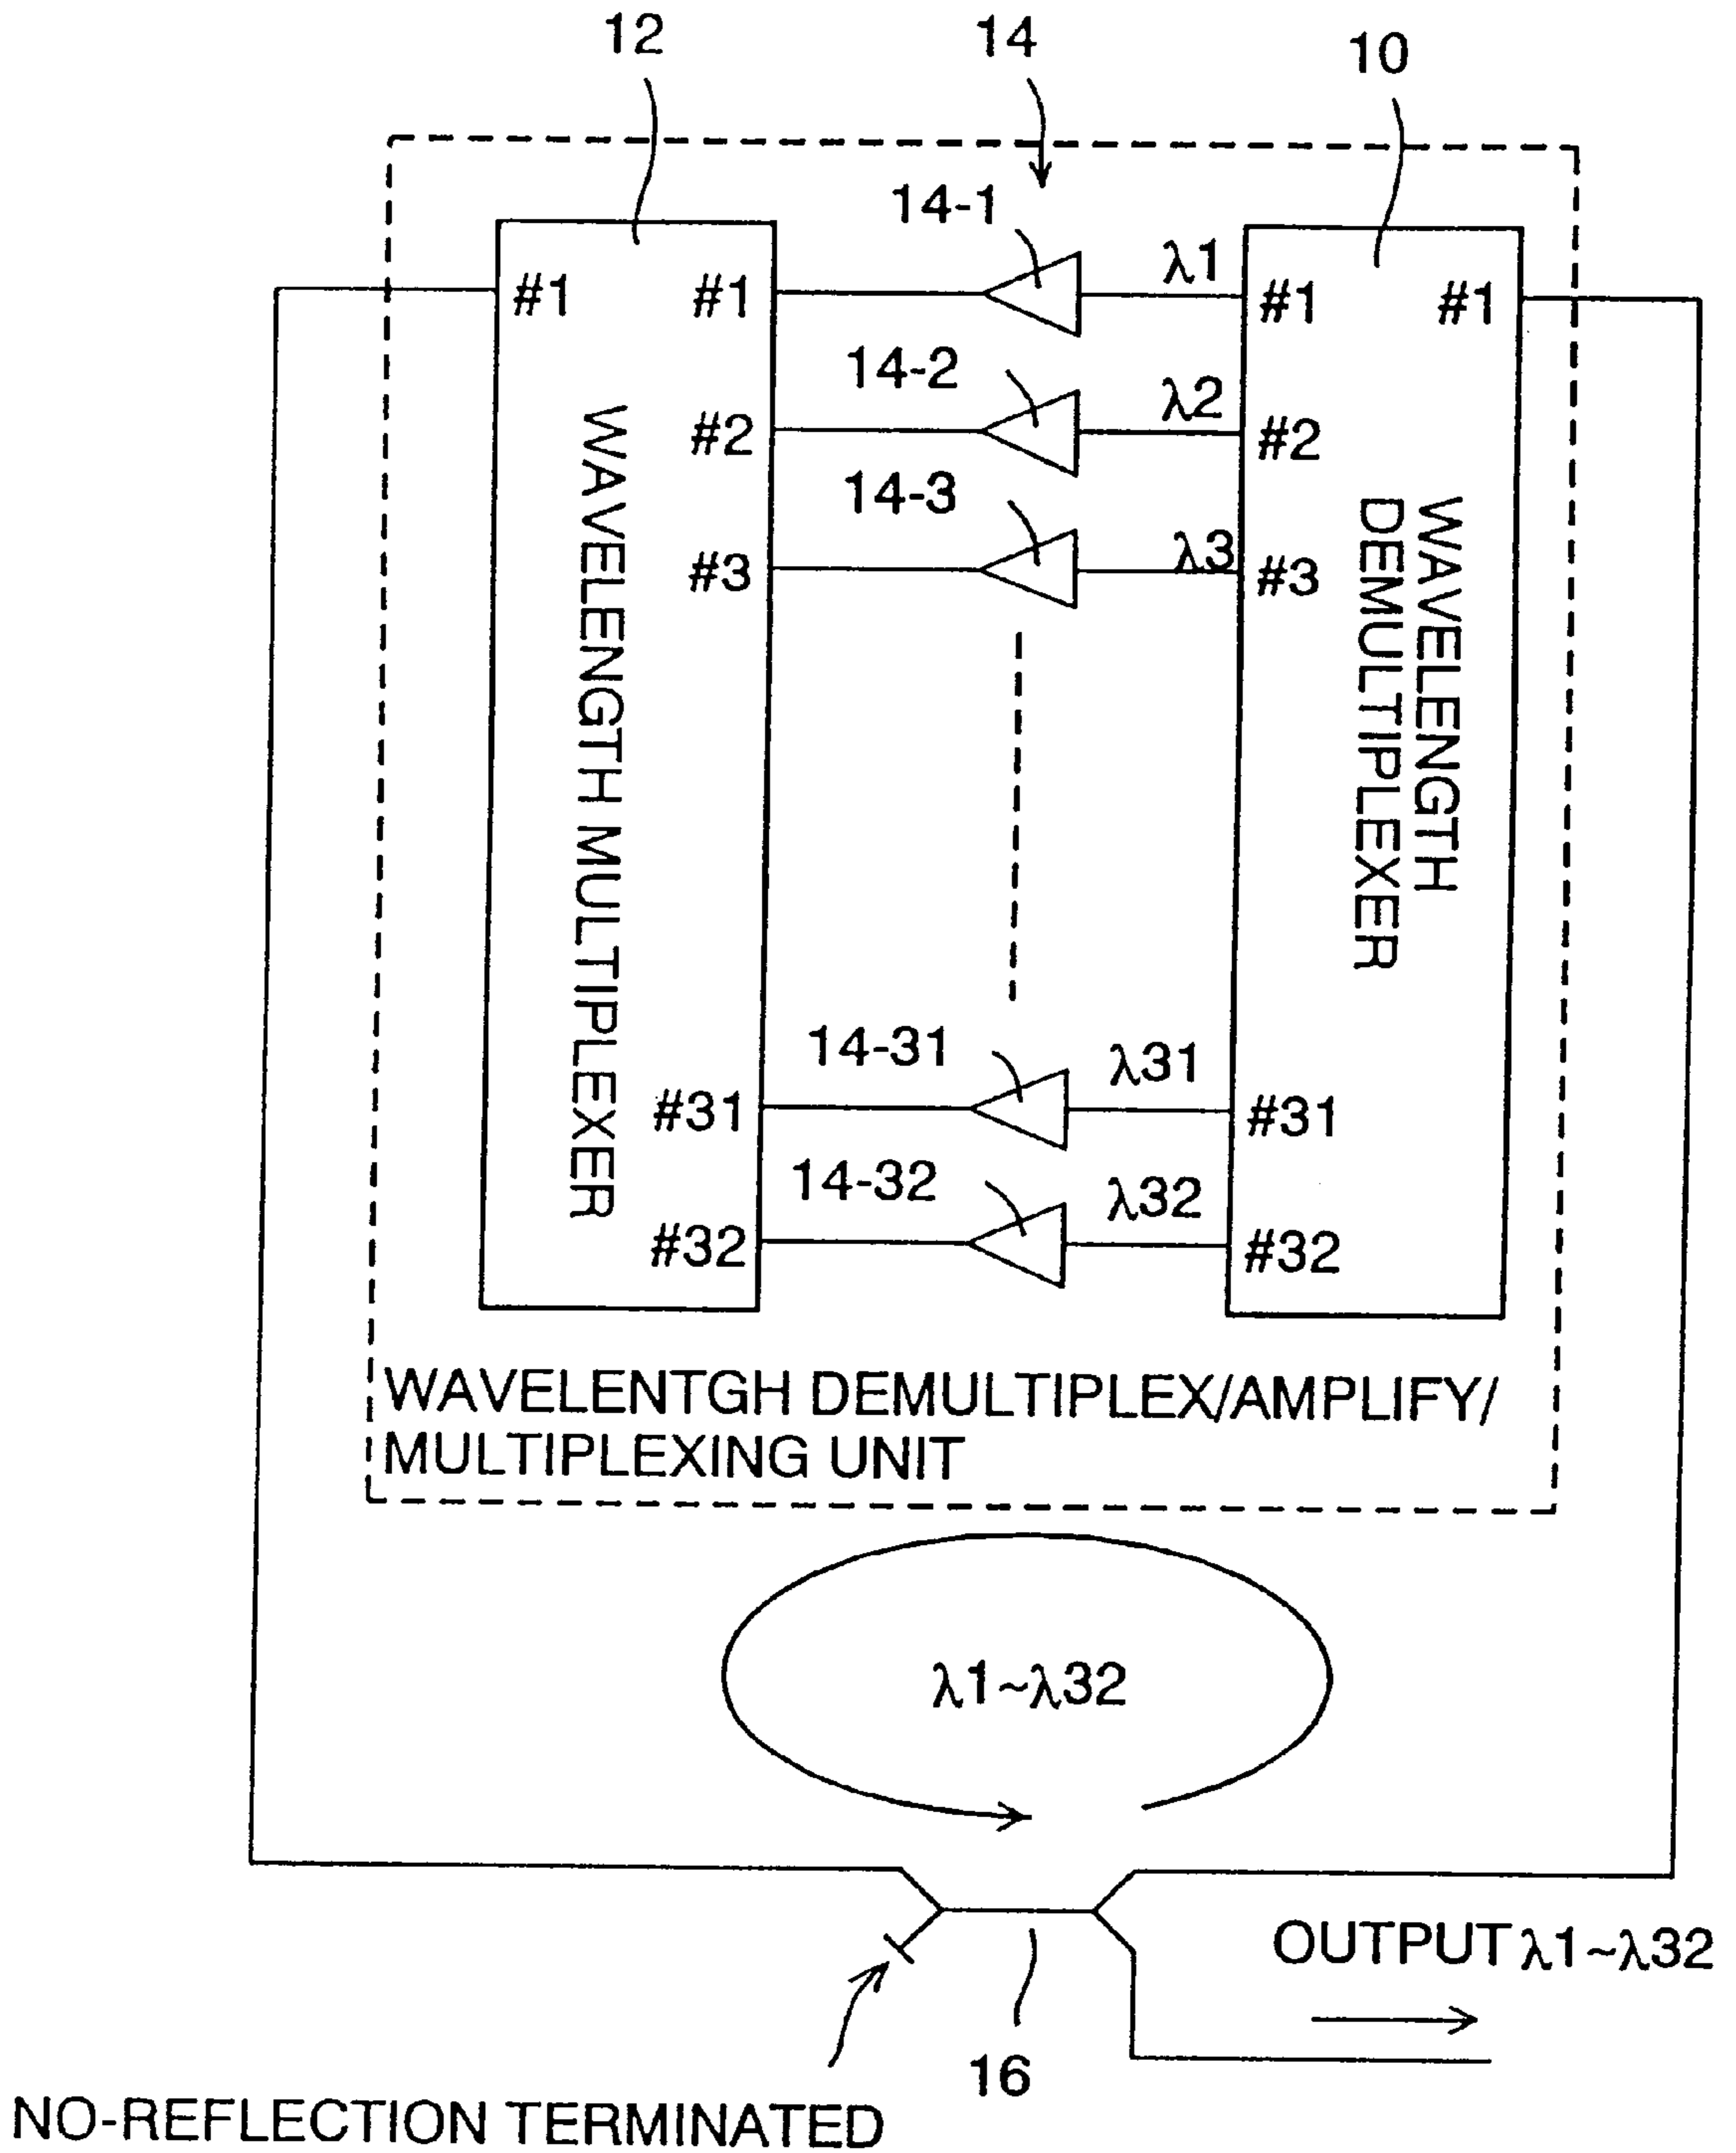 12
14
10
14-1
λ1
#1
#1
#1
#1
14-2
λ2
#2
#2
14-3
λ3
#3
#3
WAVELENGTH MULTIPLEXER
WAVELENGTH
DEMULTIPLEXER
14-31
λ31
#31
#31
14-32
λ32
#32
#32
WAVELENTGH DEMULTIPLEX/AMPLIFY/
MULTIPLEXING UNIT
λ1~λ32
OUTPUT λ1~λ32
16
NO-REFLECTION TERMINATED